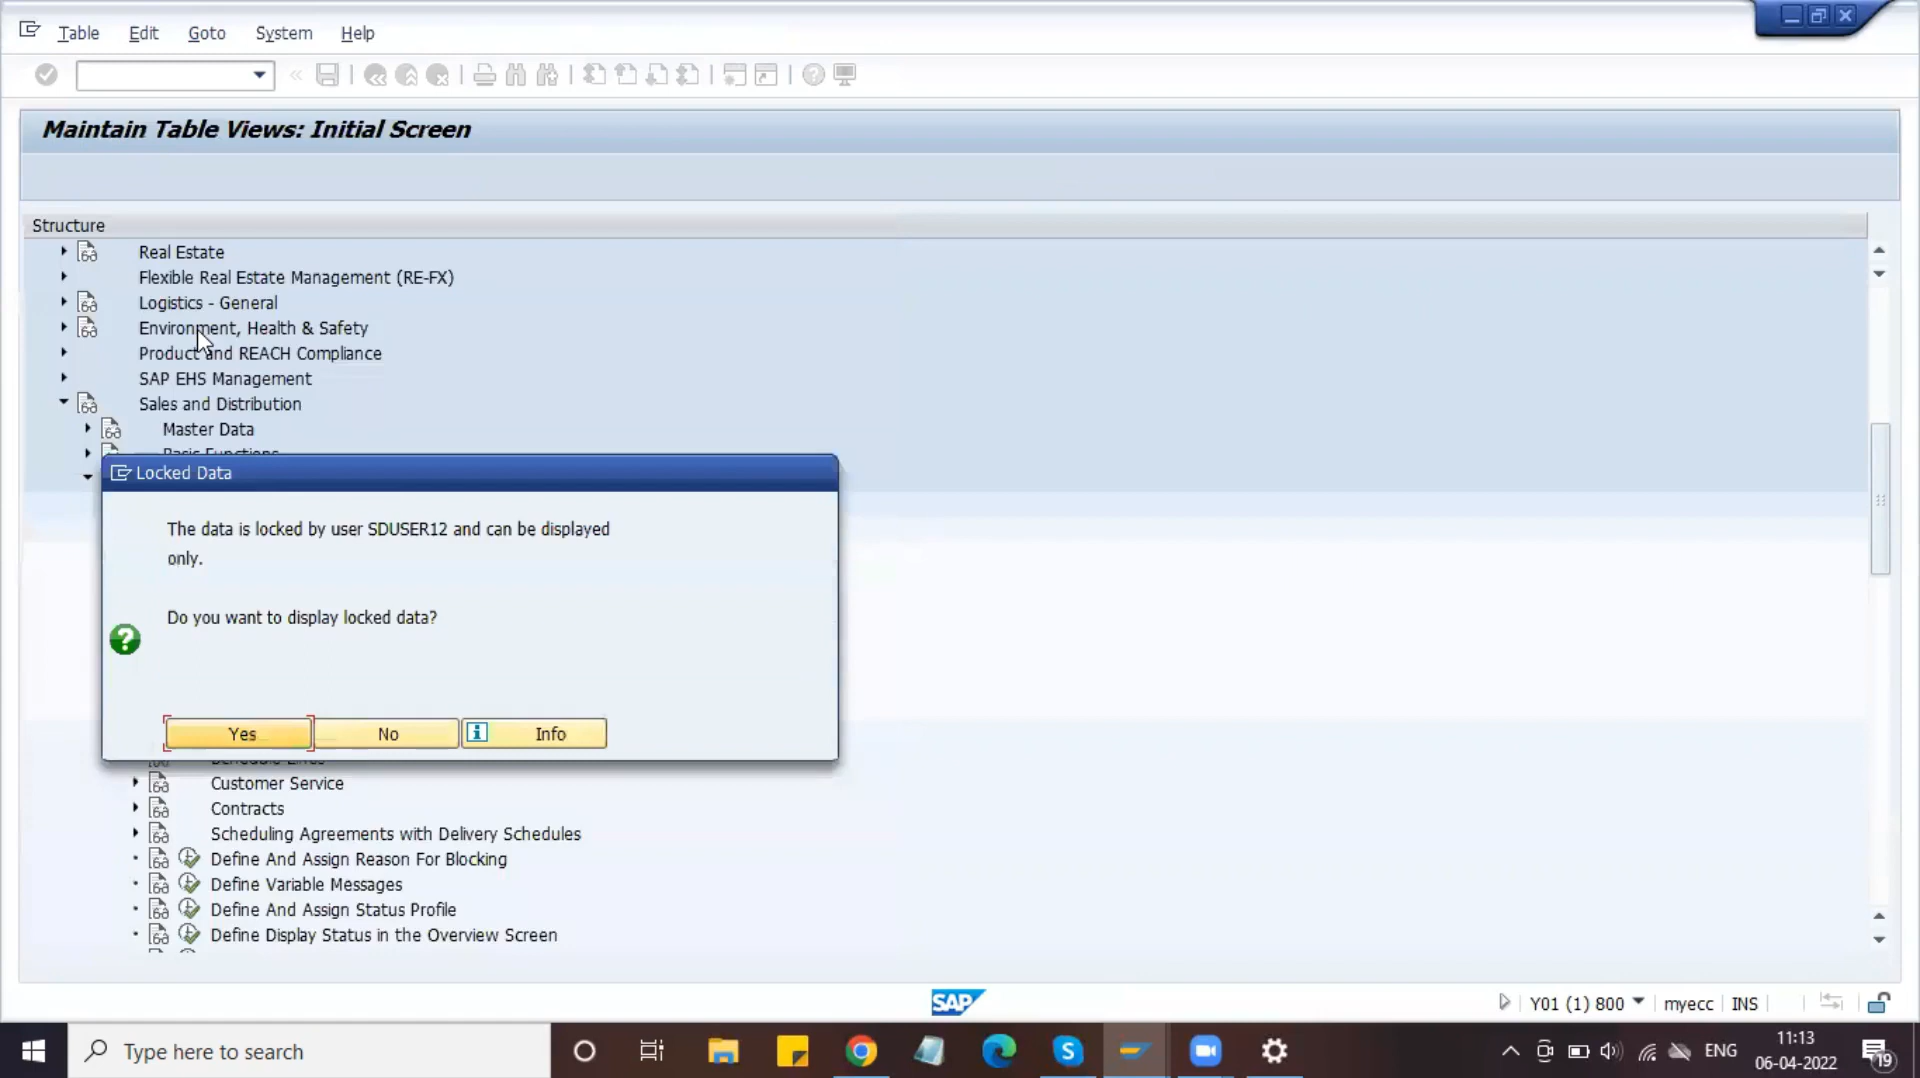 Table Edit Goto System Help
Maintain Table Views: Initial Screen
Structure
Real Estate
Flexible Real Estate Management (RE-FX)
Logistics - General
Environment, Health & Safety
Product and REACH Compliance
SAP EHS Management
Sales and Distribution
Master Data
Basic Functions
Locked Data
The data is locked by user SDUSER12 and can be displayed
only.
Do you want to display locked data?
Yes No Info
Schedule Lines
Customer Service
Contracts
Scheduling Agreements with Delivery Schedules
Define And Assign Reason For Blocking
Define Variable Messages
Define And Assign Status Profile
Define Display Status in the Overview Screen
SAP
Y01 (1) 800 myecc INS
Type here to search
ENG
11:13
06-04-2022
19